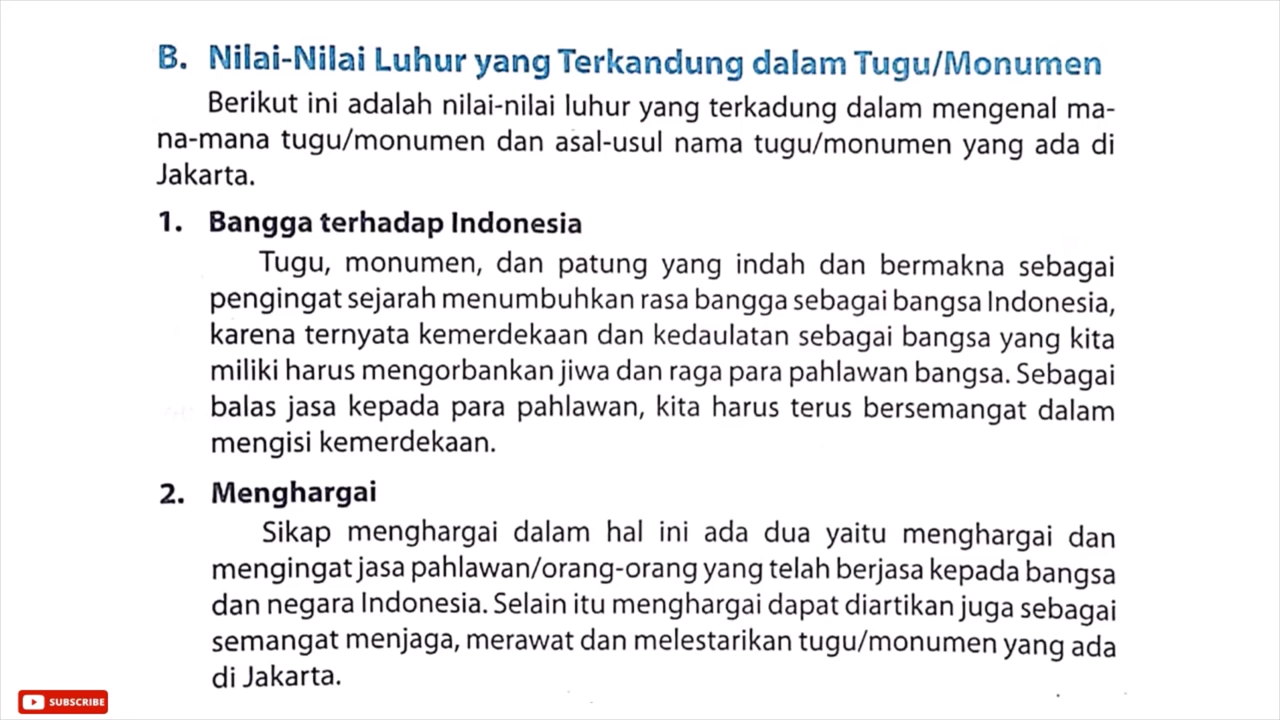 B. Nilai-Nilai Luhur yang Terkandung dalam Tugu/Monumen
Berikut ini adalah nilai-nilai luhur yang terkadung dalam mengenal ma-
na-mana tugu/monumen dan asal-usul nama tugu/monumen yang ada di
Jakarta.
1. Bangga terhadap Indonesia
Tugu, monumen, dan patung yang indah dan bermakna sebagai
pengingat sejarah menumbuhkan rasa bangga sebagai bangsa Indonesia,
karena ternyata kemerdekaan dan kedaulatan sebagai bangsa yang kita
miliki harus mengorbankan jiwa dan raga para pahlawan bangsa. Sebagai
balas jasa kepada para pahlawan, kita harus terus bersemangat dalam
mengisi kemerdekaan.
2. Menghargai
Sikap menghargai dalam hal ini ada dua yaitu menghargai dan
mengingat jasa pahlawan/orang-orang yang telah berjasa kepada bangsa
dan negara Indonesia. Selain itu menghargai dapat diartikan juga sebagai
semangat menjaga, merawat dan melestarikan tugu/monumen yang ada
di Jakarta.
SUBSCRIBE